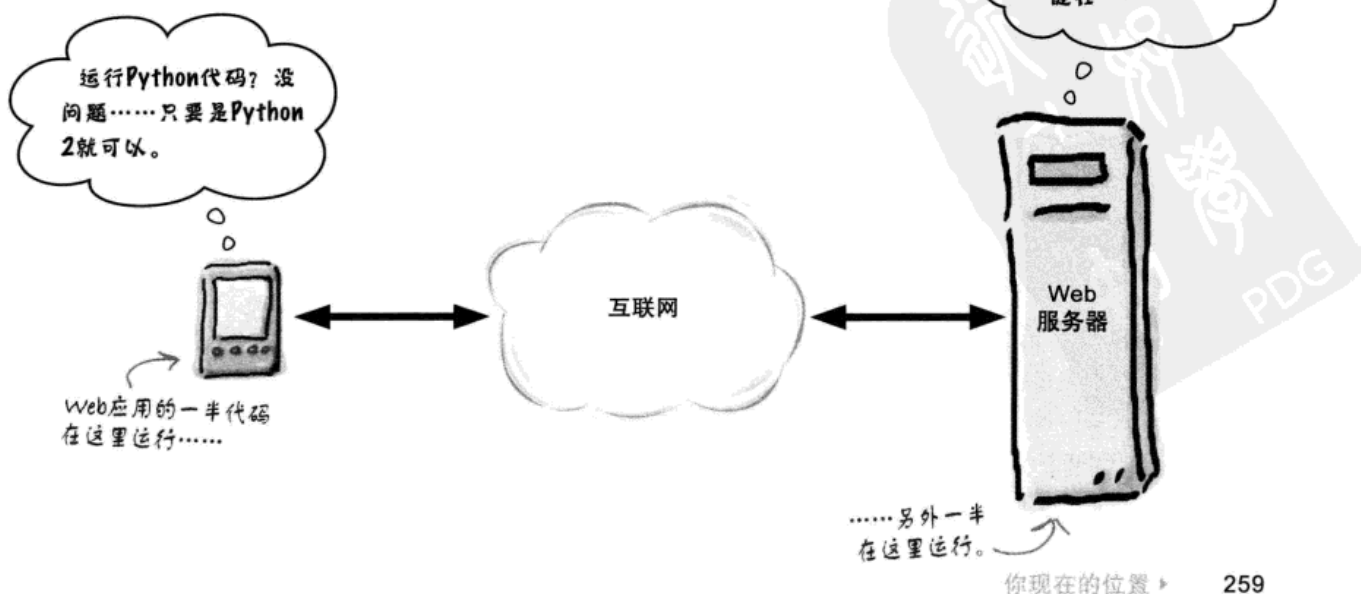 运行Python代码？没
问题……只要是Python
2就可以。
互联网
Web
服务器
Web应用的一半代码
在这里运行……
……另外一半
在这里运行。
你现在的位置▸ 259
PDG